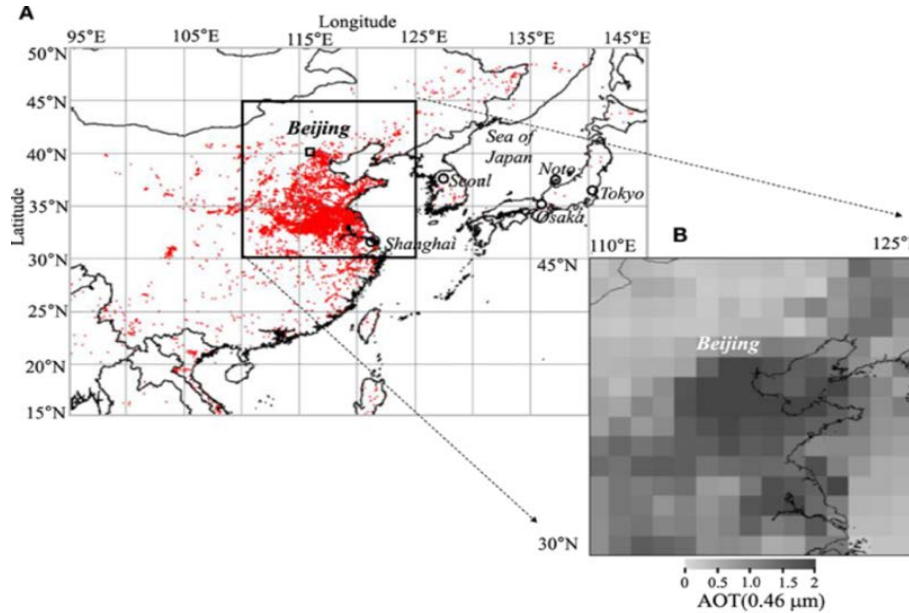 A
Longitude
95°E 105°E 115°E 125°E 135°E 145°E
50°N
45°N
Beijing
Sea of
Japan
40°N
Noto
Seoul
Latitude
35°N
Tokyo
Osaka
Shanghai
30°N
25°N
20°N
15°N
B
110°E 125°E
45°N
Beijing
30°N
0 0.5 1 1.5 2
AOT(0.46 μm)